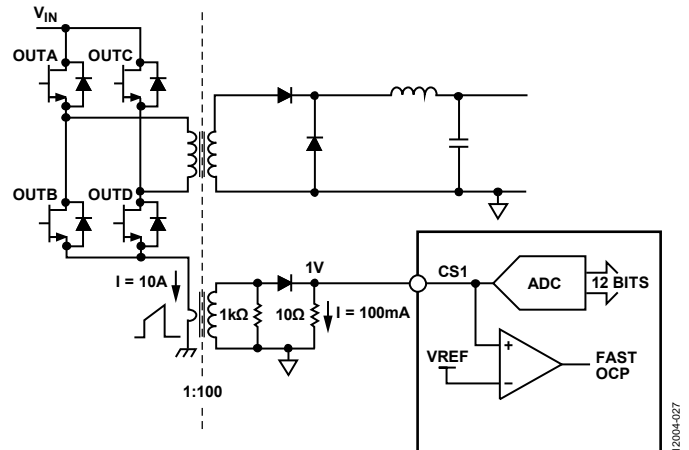 VIN
OUTA
OUTC
OUTB
OUTD
I = 10A
1kΩ
10Ω
1V
I = 100mA
1:100
CS1
ADC
12 BITS
VREF
+
−
FAST
OCP
12004-027